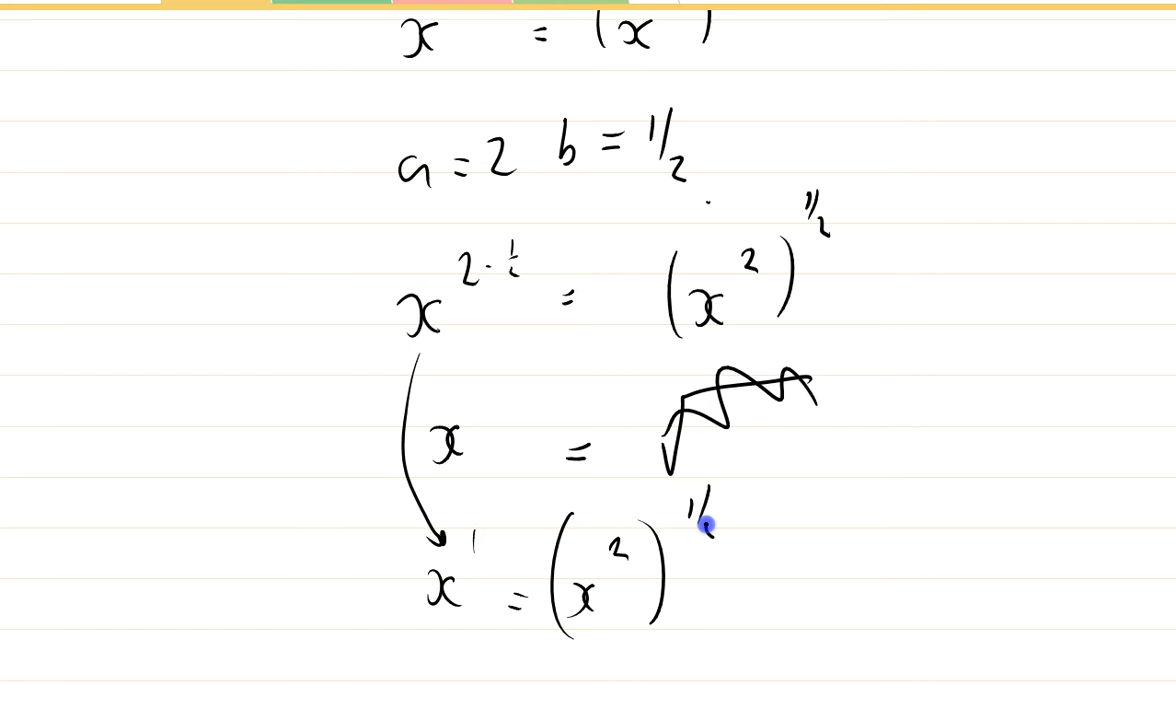 x = (x )
a = 2 b = 1/2
x^{2 · 1/2} = (x^2)^{1/2}
x = √
x^1 = (x^2)^{1/2}